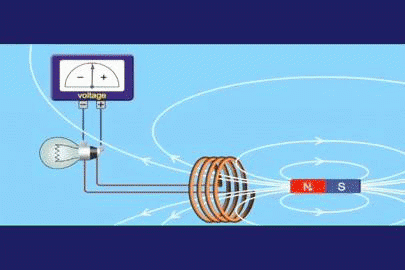 − +
voltage
− +
N S